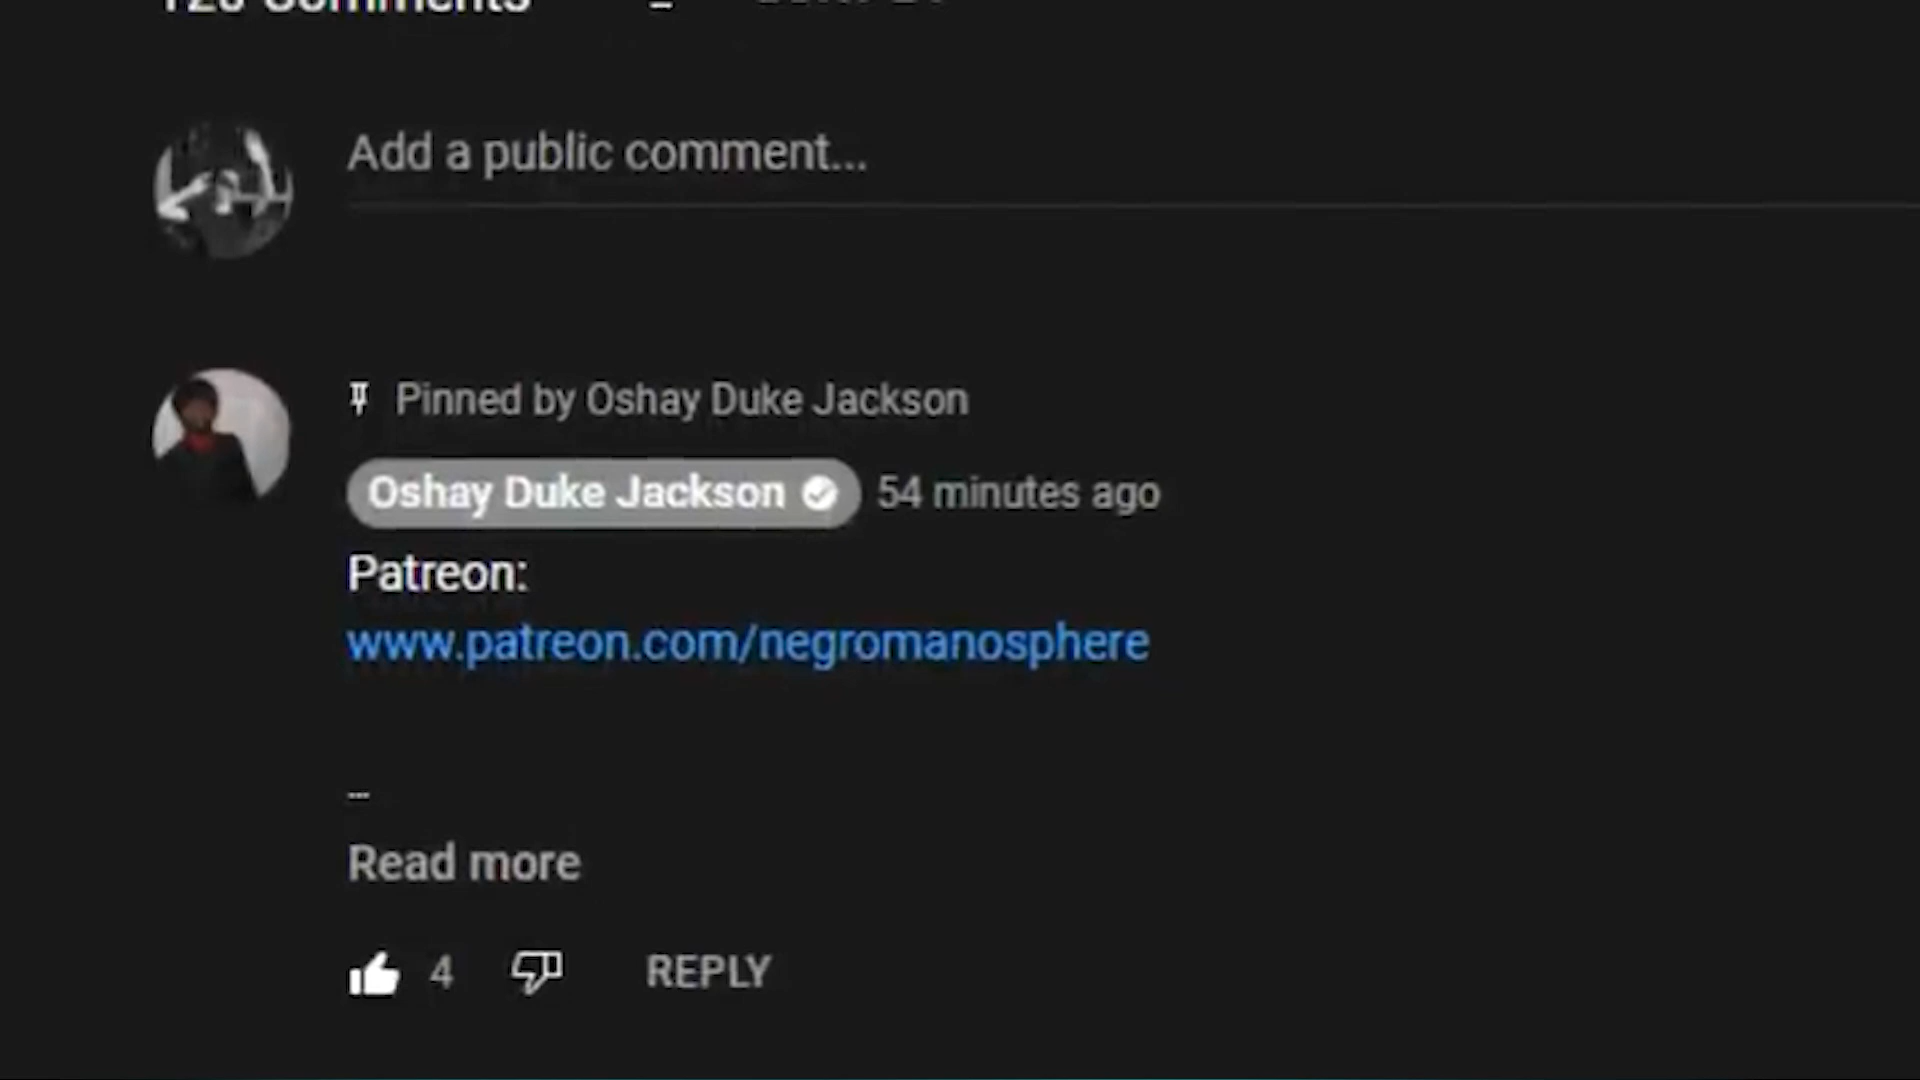 Comments
Add a public comment...
Pinned by Oshay Duke Jackson
Oshay Duke Jackson
54 minutes ago
Patreon:
www.patreon.com/negromanosphere
...
Read more
4
REPLY